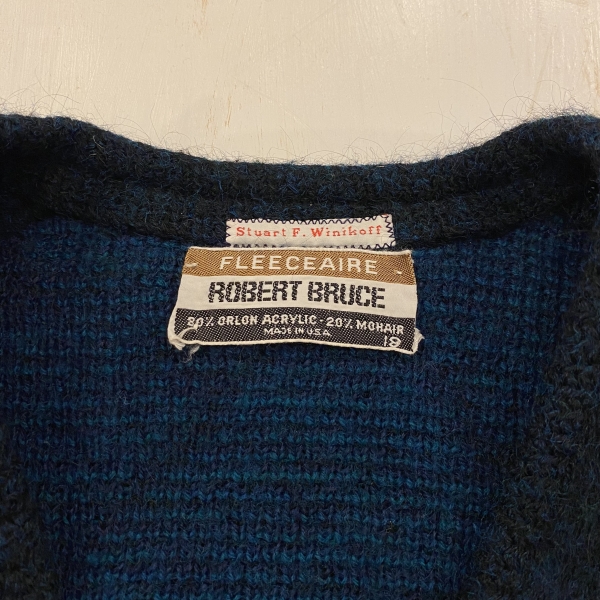 Stuart F. Winikoff
FLEECEAIRE
ROBERT BRUCE
80% ORLON ACRYLIC - 20% MOHAIR
MADE IN U.S.A.
18